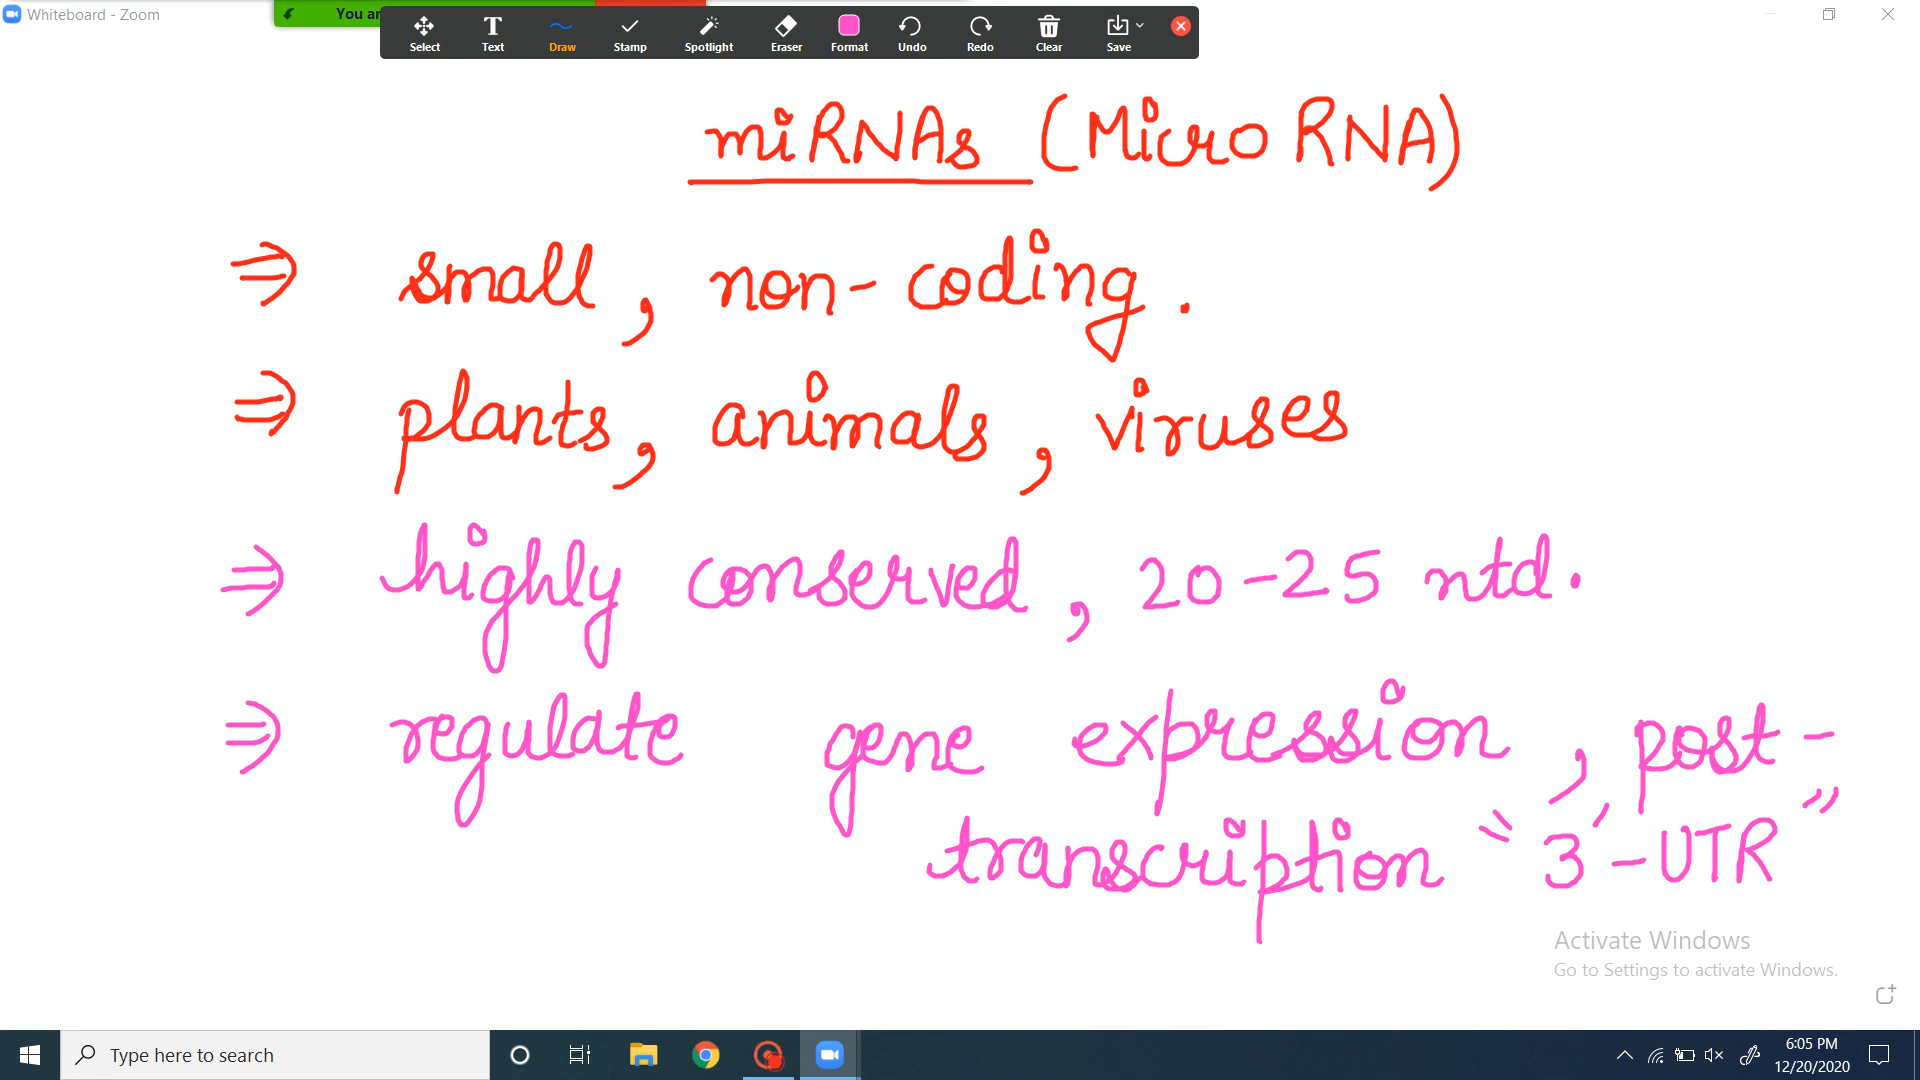 Whiteboard - Zoom
You ar
Select Text Draw Stamp Spotlight Eraser Format Undo Redo Clear Save
miRNAs (Micro RNA)
⇒ small, non-coding.
⇒ plants, animals, viruses
⇒ highly conserved, 20-25 ntd.
⇒ regulate gene expression, post-
transcription "3'-UTR"
Activate Windows
Go to Settings to activate Windows.
Type here to search
6:05 PM
12/20/2020